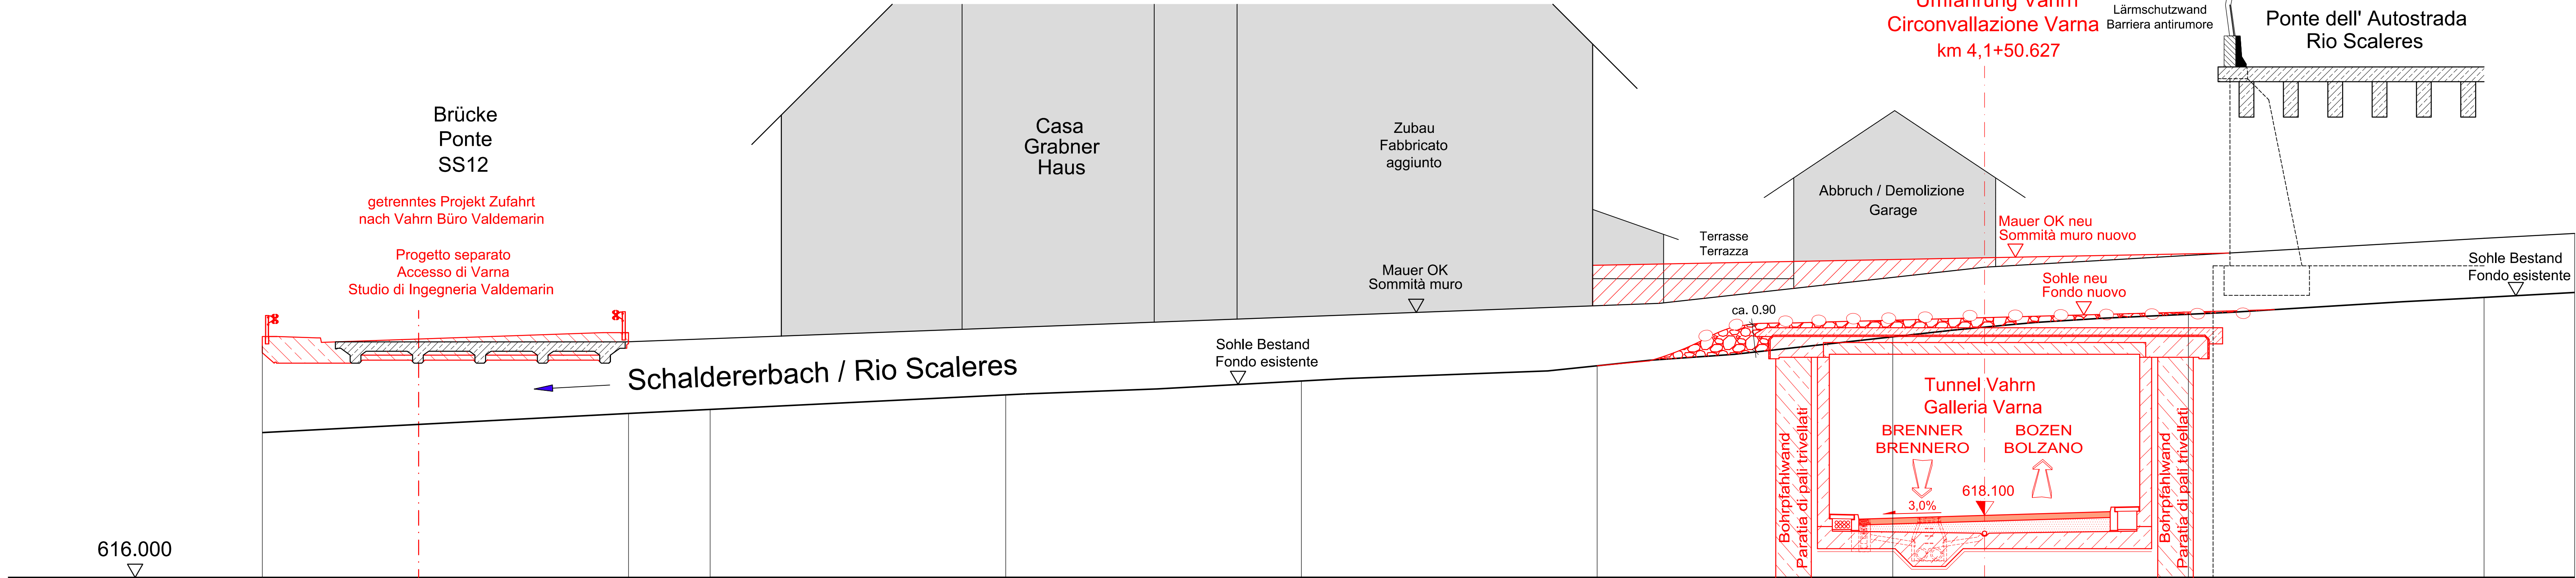 Umfahrung Vahrn
Circonvallazione Varna
km 4,1+50.627
Lärmschutzwand
Barriera antirumore
Ponte dell' Autostrada
Rio Scaleres
Brücke
Ponte
SS12
getrenntes Projekt Zufahrt
nach Vahrn Büro Valdemarin
Progetto separato
Accesso di Varna
Studio di Ingegneria Valdemarin
Casa
Grabner
Haus
Zubau
Fabbricato
aggiunto
Abbruch / Demolizione
Garage
Terrasse
Terrazza
Mauer OK neu
Sommità muro nuovo
Mauer OK
Sommità muro
Sohle neu
Fondo nuovo
Sohle Bestand
Fondo esistente
ca. 0.90
Sohle Bestand
Fondo esistente
Schaldererbach / Rio Scaleres
Tunnel Vahrn
Galleria Varna
BRENNER
BRENNERO
BOZEN
BOLZANO
618.100
3,0%
Bohrpfahlwand
Paratia di pali trivellati
Bohrpfahlwand
Paratia di pali trivellati
616.000